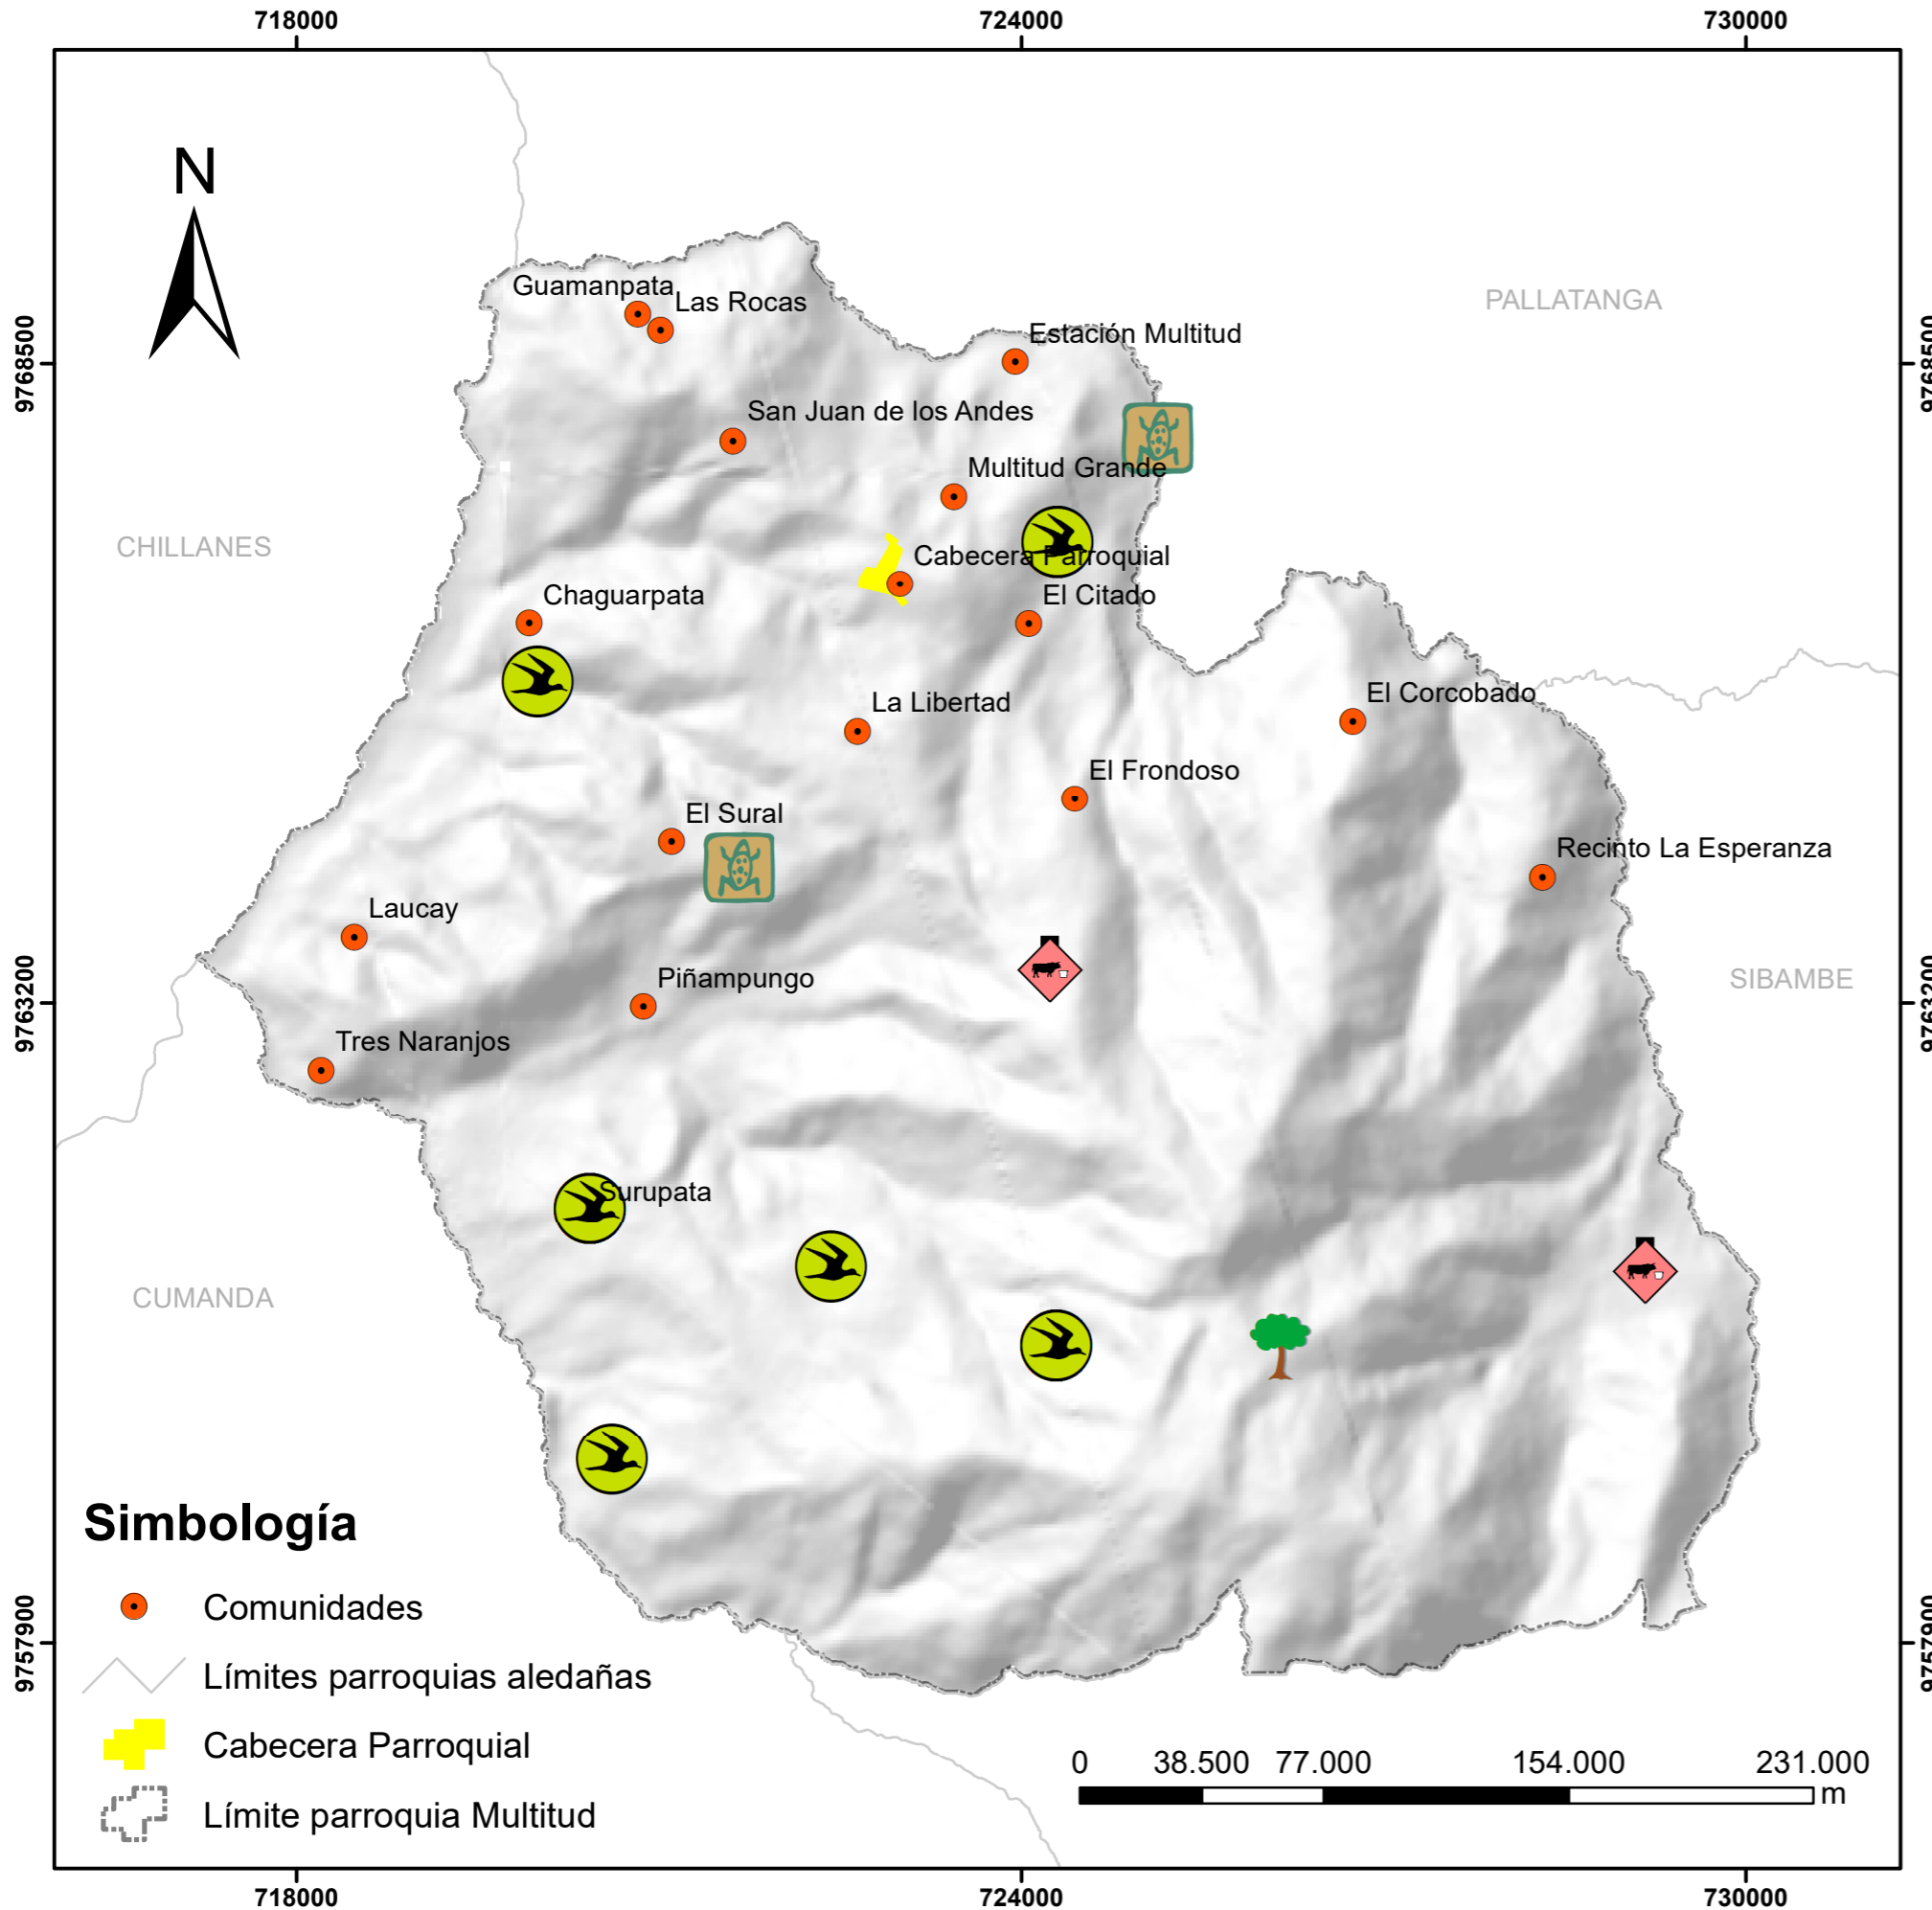 718000
724000
730000
N
Guamanpata
Las Rocas
PALLATANGA
Estación Multitud
9768500
9768500
San Juan de los Andes
Multitud Grande
CHILLANES
Cabecera Parroquial
Chaguarpata
El Citado
El Corcobado
La Libertad
El Frondoso
El Sural
Recinto La Esperanza
Laucay
Piñampungo
SIBAMBE
9763200
9763200
Tres Naranjos
Surupata
CUMANDA
Simbología
Comunidades
Límites parroquias aledañas
Cabecera Parroquial
Límite parroquia Multitud
9757900
9757900
0 38.500 77.000 154.000 231.000
m
718000
724000
730000